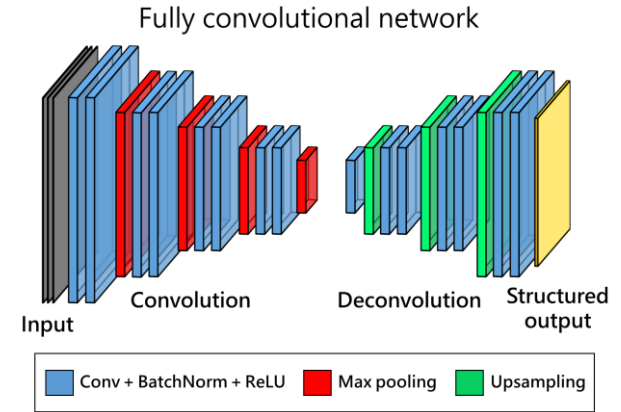 Fully convolutional network
Convolution
Deconvolution
Structured
output
Input
Conv + BatchNorm + ReLU
Max pooling
Upsampling